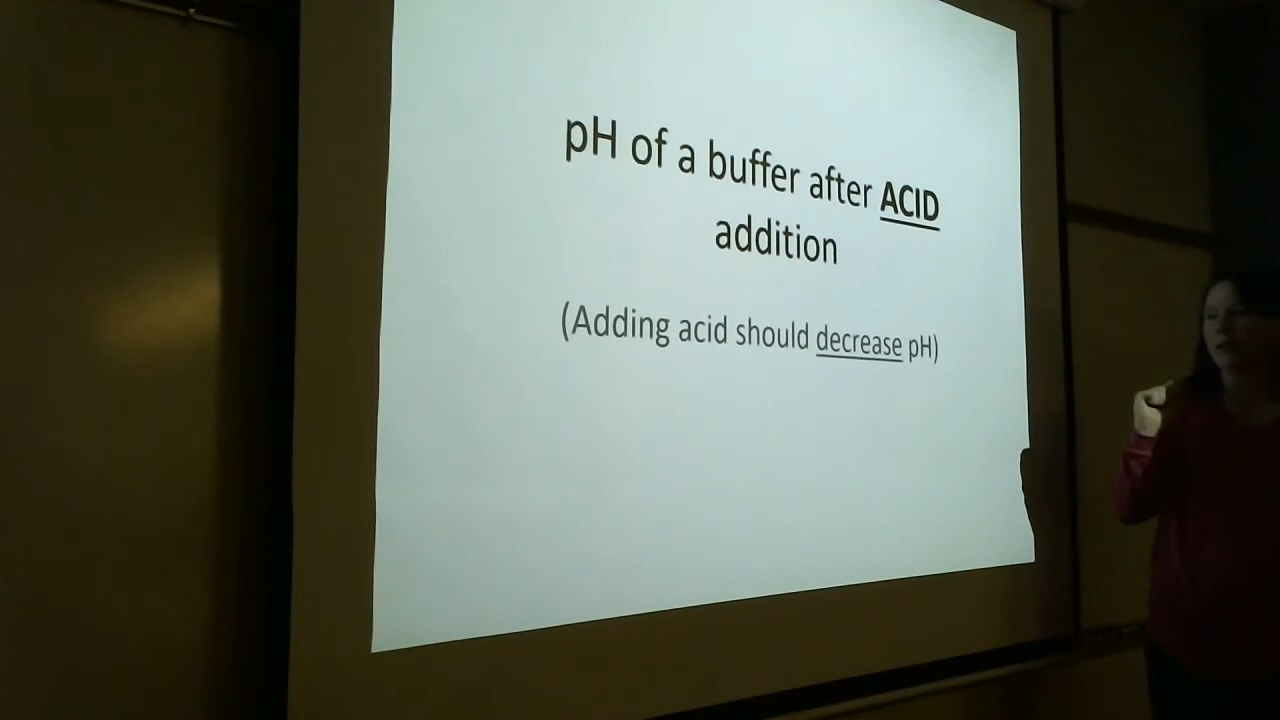 pH of a buffer after ACID
addition
(Adding acid should decrease pH)